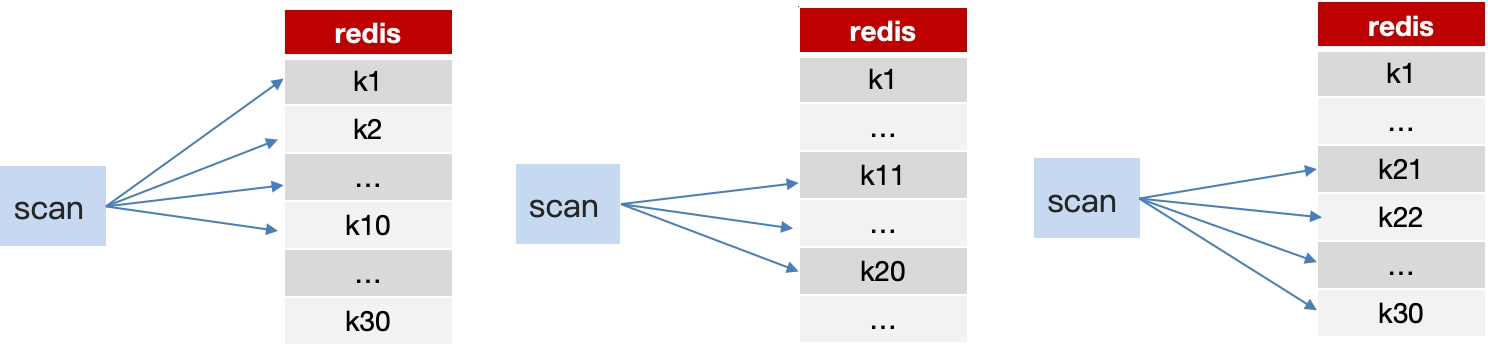 redis
k1
k2
...
k10
...
k30
scan
redis
k1
...
k11
...
k20
...
scan
redis
k1
...
k21
k22
...
k30
scan